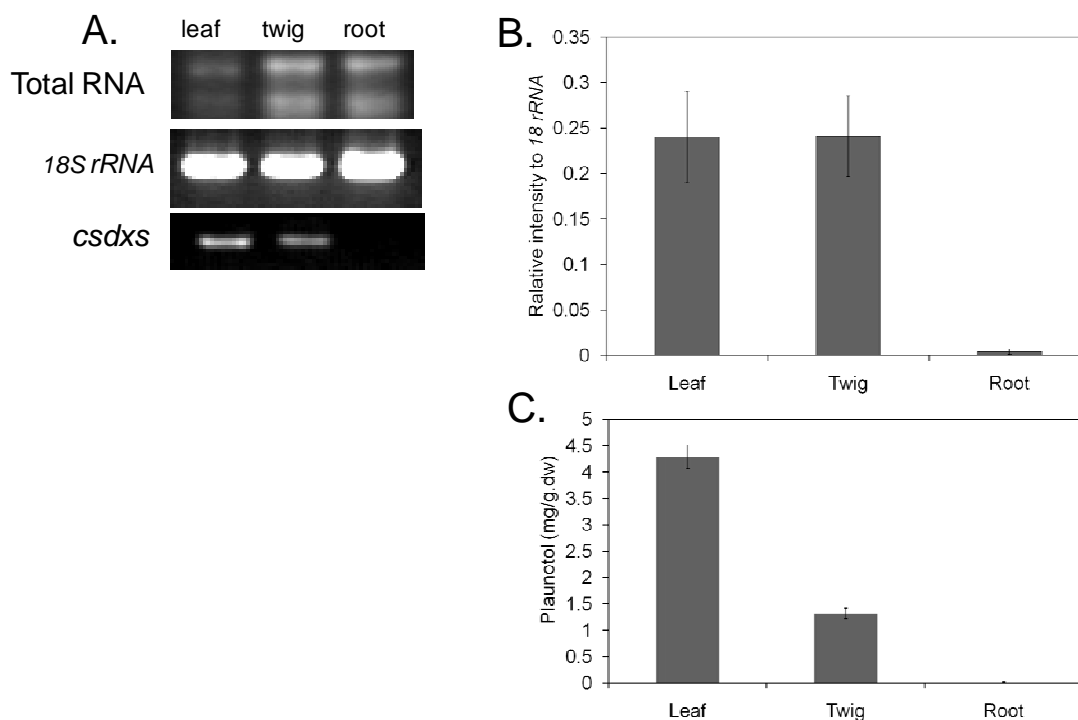 A.
leaf twig root
Total RNA
18S rRNA
csdxs
B.
Ralative intensity to 18 rRNA
0.35
0.3
0.25
0.2
0.15
0.1
0.05
0
Leaf Twig Root
C.
Plaunotol (mg/g.dw)
5
4.5
4
3.5
3
2.5
2
1.5
1
0.5
0
Leaf Twig Root